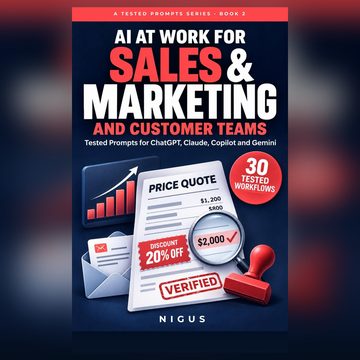 A TESTED PROMPTS SERIES - BOOK 2
AI AT WORK FOR
SALES &
MARKETING
AND CUSTOMER TEAMS
Tested Prompts for ChatGPT, Claude, Copilot and Gemini
30
TESTED
WORKFLOWS
PRICE QUOTE
$1,200
$800
$2,000
DISCOUNT
20% OFF
VERIFIED
NIGUS